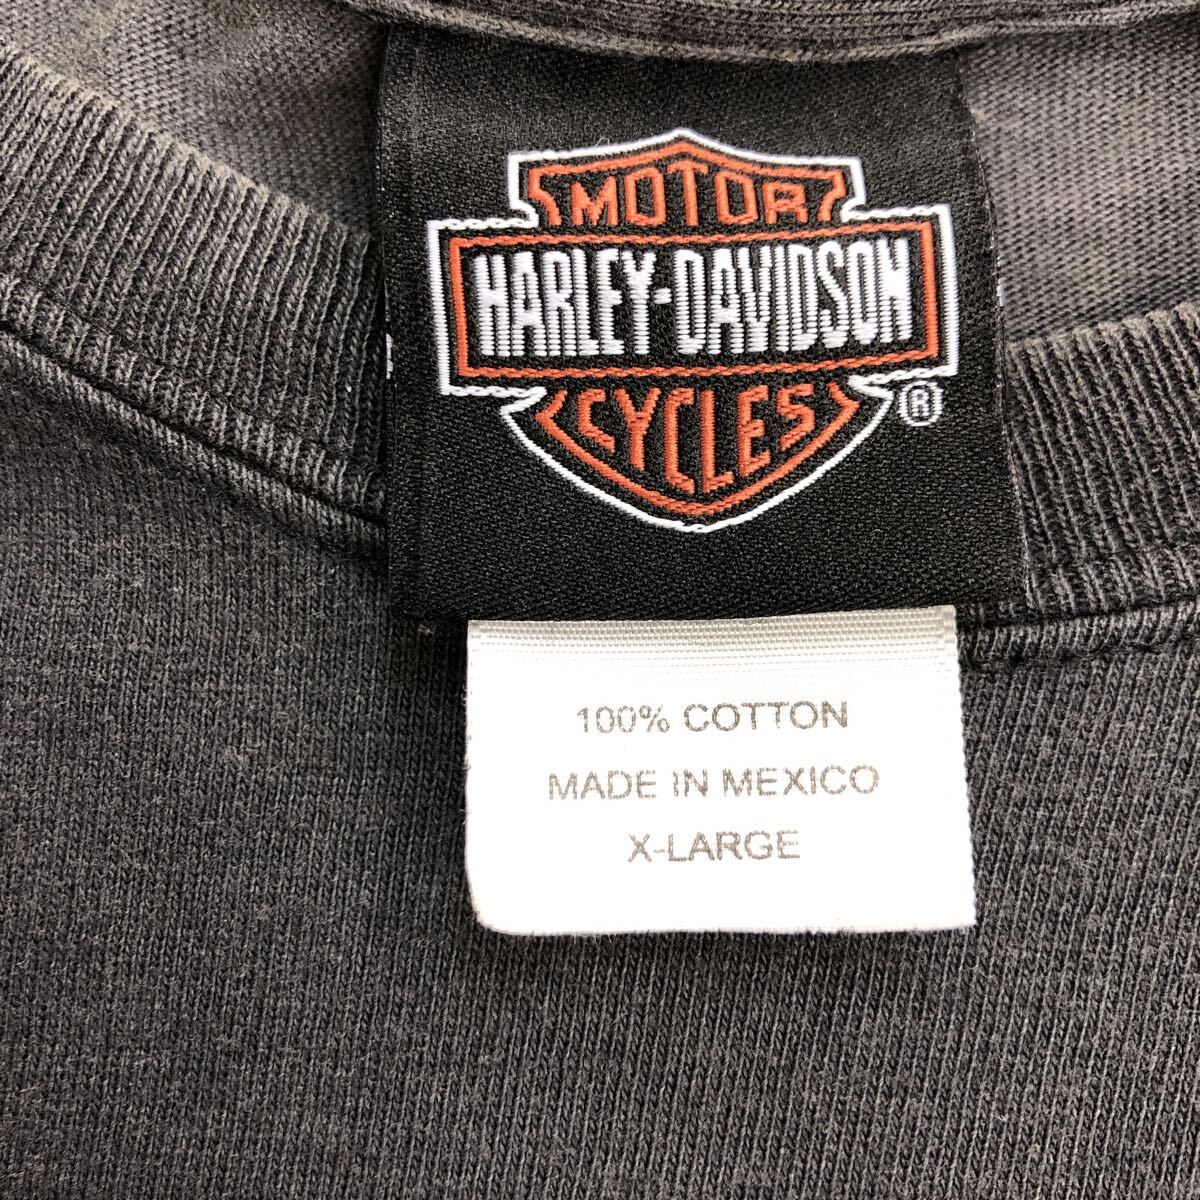 MOTOR
HARLEY-DAVIDSON
CYCLES
®
100% COTTON
MADE IN MEXICO
X-LARGE